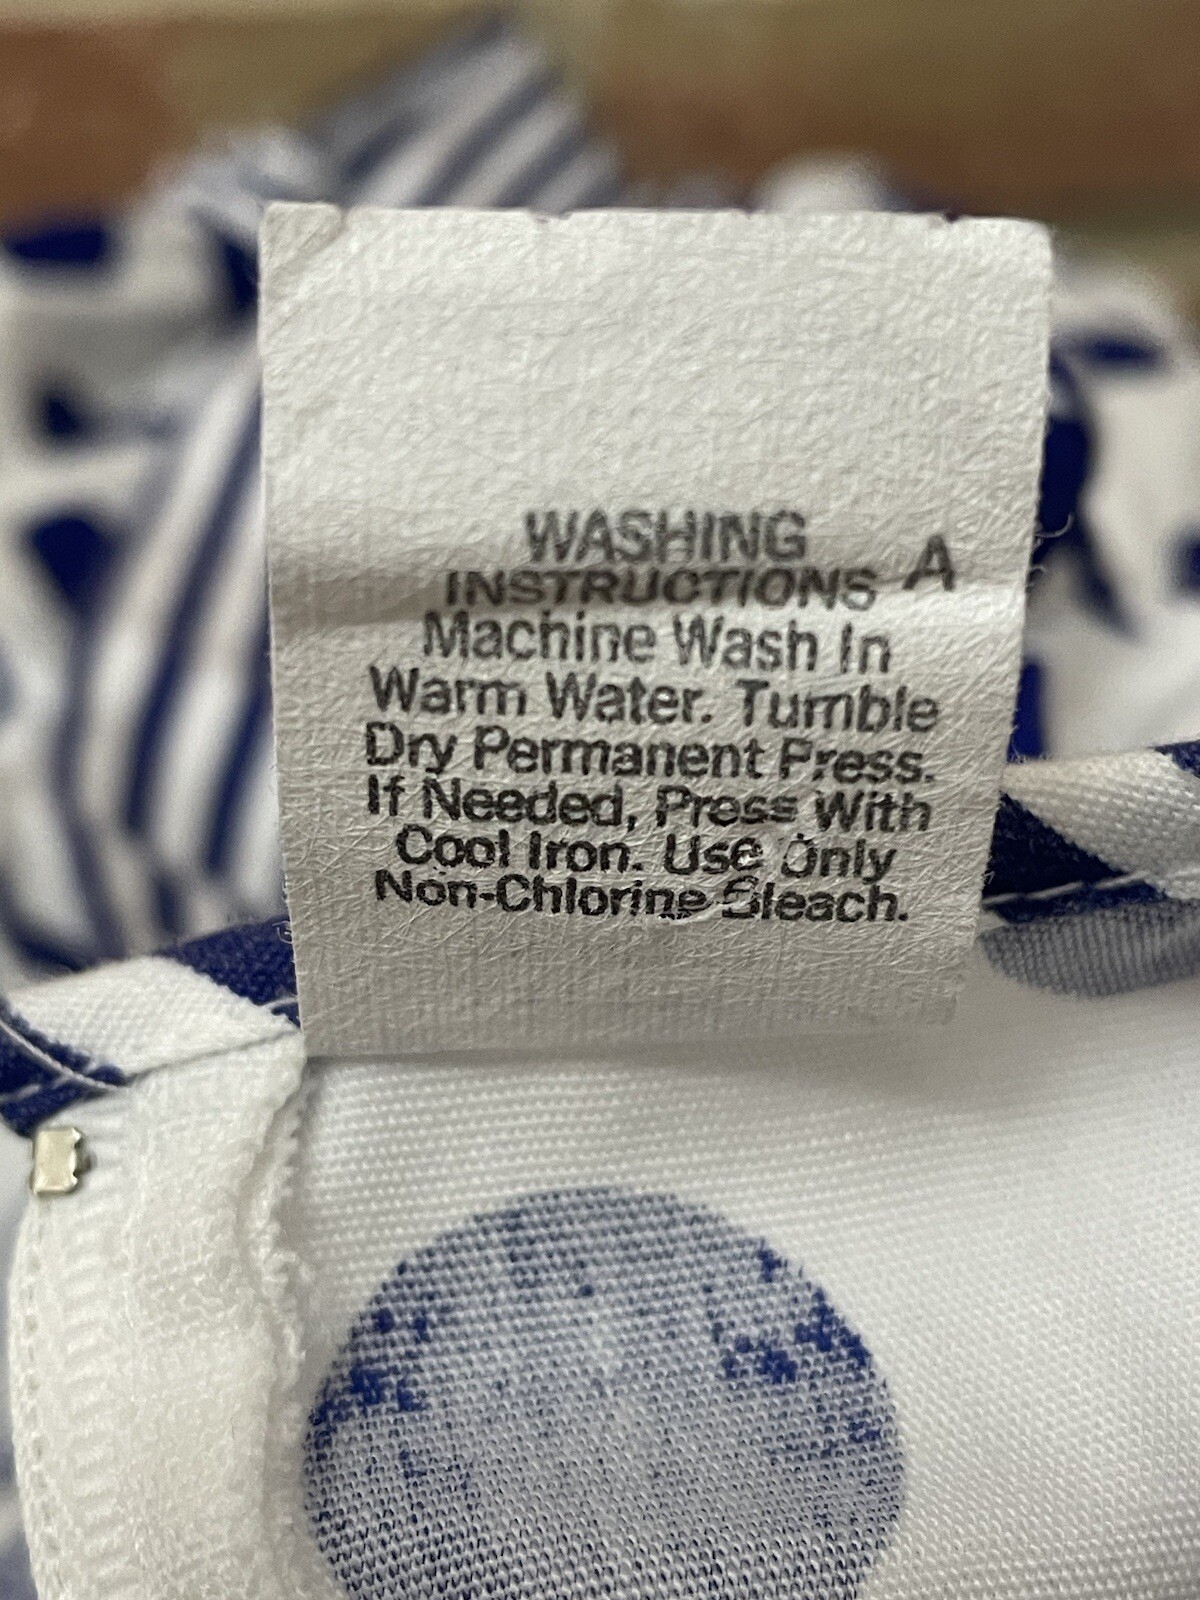 WASHING
INSTRUCTIONS A
Machine Wash In
Warm Water. Tumble
Dry Permanent Press.
If Needed, Press With
Cool Iron. Use Only
Non-Chlorine Bleach.